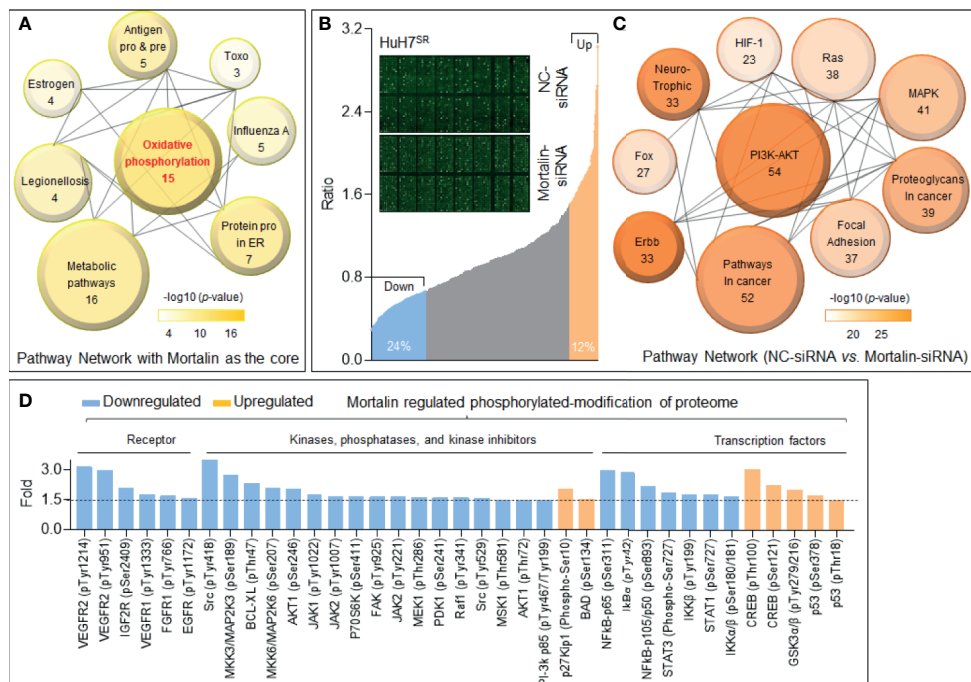 A
Antigen
pro & pre
5
Toxo
3
Estrogen
4
Influenza A
5
Oxidative
phosphorylation
15
Legionellosis
4
Protein pro
in ER
7
Metabolic
pathways
16
-log10 (p-value)
4 10 16
Pathway Network with Mortalin as the core
B
HuH7SR
NC-
siRNA
Mortalin-
siRNA
Up
Ratio
3.2
2.4
1.6
0.8
0.0
Down
24%
12%
C
HIF-1
23
Ras
38
Neuro-
Trophic
33
MAPK
41
PI3K-AKT
54
Fox
27
Proteoglycans
In cancer
39
Erbb
33
Focal
Adhesion
37
Pathways
In cancer
52
-log10 (p-value)
20 25
Pathway Network (NC-siRNA vs. Mortalin-siRNA)
D
Downregulated
Upregulated
Mortalin regulated phosphorylated-modification of proteome
Receptor
Kinases, phosphatases, and kinase inhibitors
Transcription factors
Fold
3.0
1.5
0.0
VEGFR2 (pTyr1214)
VEGFR2 (pTyr951)
IGF2R (pSer2409)
VEGFR1 (pTyr1333)
FGFR1 (pTyr766)
EGFR (pTyr1172)
Src (pTyr418)
MKK3/MAP2K3 (pSer189)
BCL-XL (pThr47)
MKK6/MAP2K6 (pSer207)
AKT1 (pSer246)
JAK1 (pTyr1022)
JAK2 (pTyr1007)
P70S6K (pSer411)
FAK (pTyr925)
JAK2 (pTyr221)
MEK1 (pThr286)
PDK1 (pSer241)
Raf1 (pTyr341)
Src (pTyr529)
MSK1 (pThr581)
AKT1 (pThr72)
PI-3k p85 (pTyr467/Tyr199)
p27Kip1 (Phospho-Ser10)
BAD (pSer134)
NFkB-p65 (pSer311)
IkBα (pTyr42)
NFkB-p105/p50 (pSer893)
STAT3 (Phospho-Ser727)
IKKβ (pTyr199)
STAT1 (pSer727)
IKKα/β (pSer180/181)
CREB (pThr100)
CREB (pSer121)
GSK3α/β (pTyr279/216)
p53 (pSer378)
p53 (pThr18)